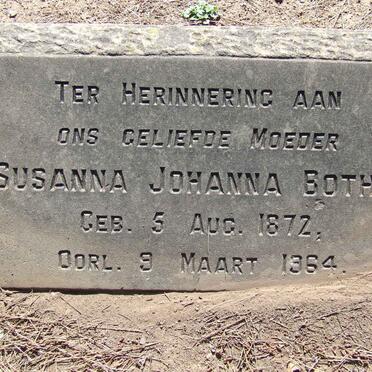 TER HERINNERING AAN
ONS GELIEFDE MOEDER
SUSANNA JOHANNA BOTH
GEB. 5 AUG. 1872,
OORL. 9 MAART 1964.